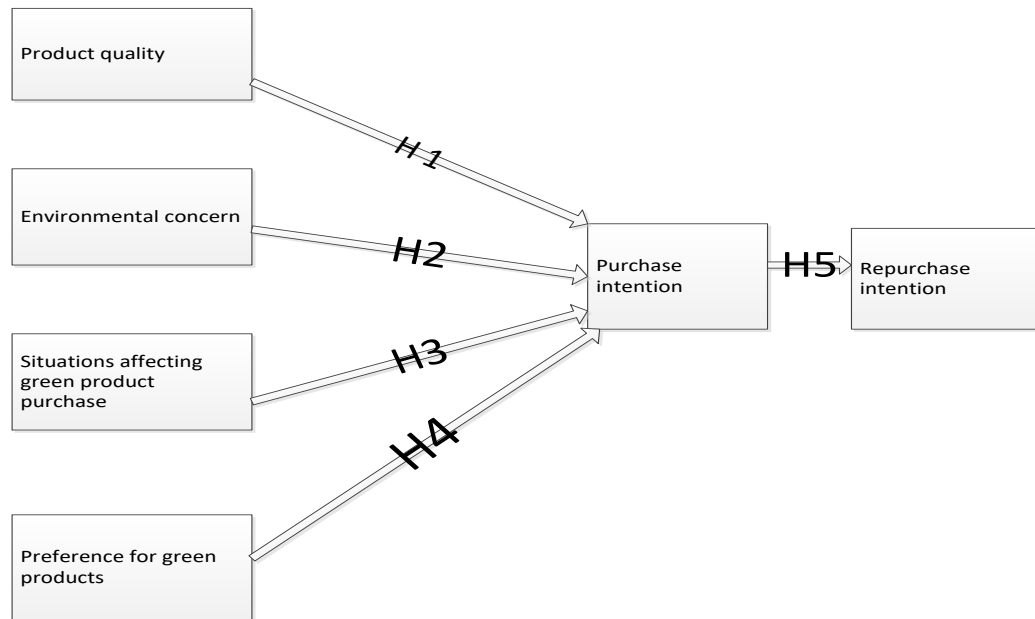 Product quality
H1
Environmental concern
H2
Purchase
intention
H5
Repurchase
intention
Situations affecting
green product
purchase
H3
H4
Preference for green
products